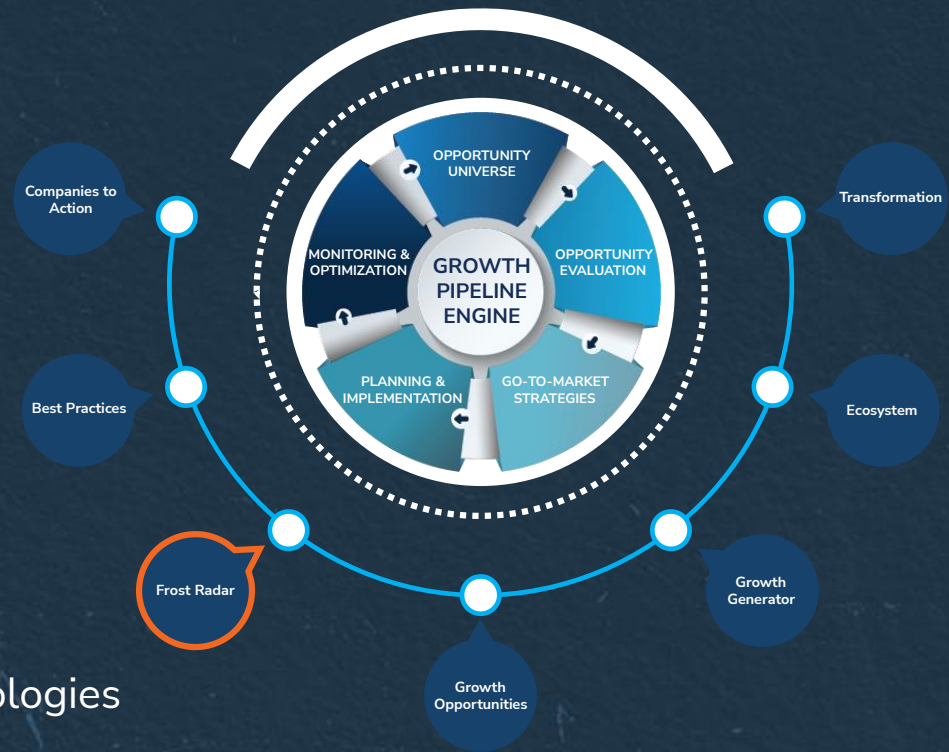 OPPORTUNITY
UNIVERSE
OPPORTUNITY
EVALUATION
GO-TO-MARKET
STRATEGIES
PLANNING &
IMPLEMENTATION
MONITORING &
OPTIMIZATION
GROWTH
PIPELINE
ENGINE
Companies to
Action
Best Practices
Frost Radar
Growth
Opportunities
Growth
Generator
Ecosystem
Transformation
ologies